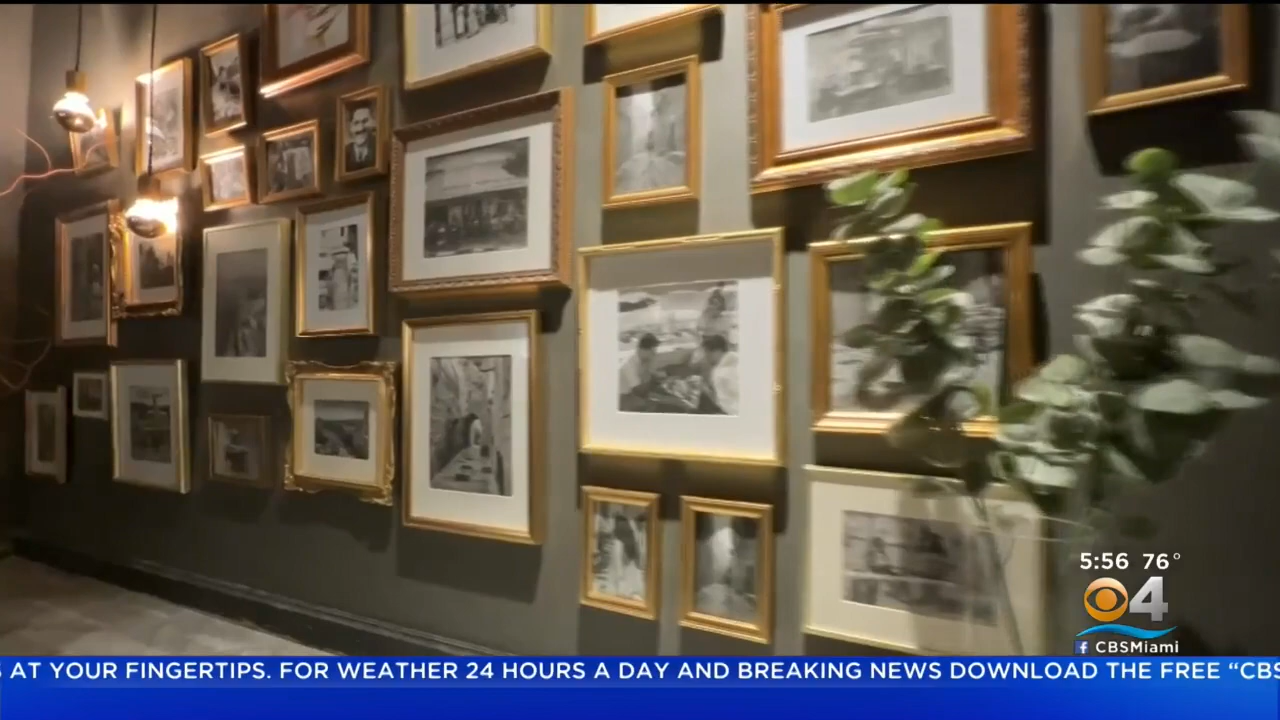 5:56 76°
4
f CBSMiami
S AT YOUR FINGERTIPS. FOR WEATHER 24 HOURS A DAY AND BREAKING NEWS DOWNLOAD THE FREE “CBS